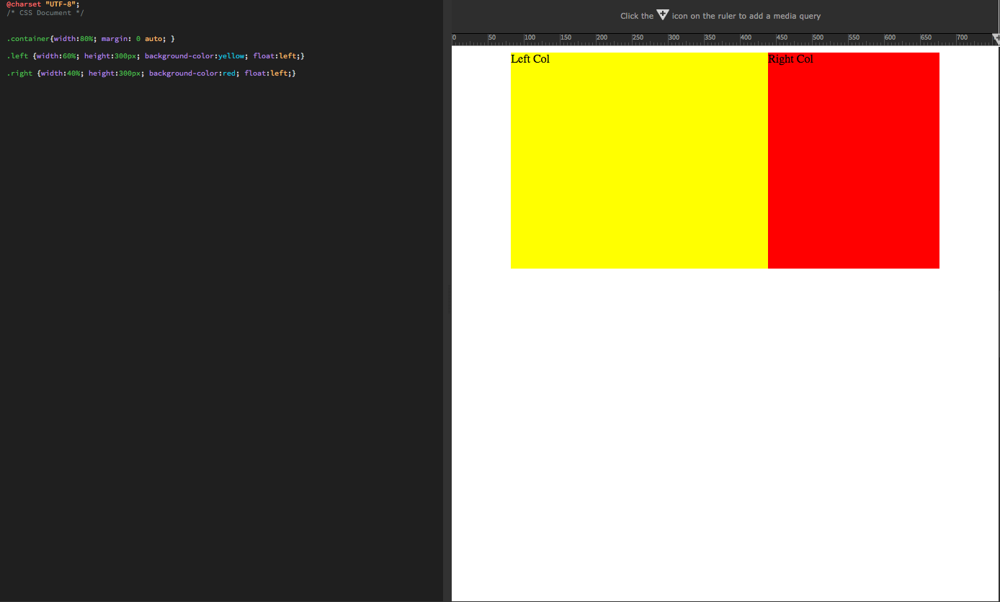 @charset "UTF-8";
/* CSS Document */
.container{width:80%; margin: 0 auto; }
.left {width:60%; height:300px; background-color:yellow; float:left;}
.right {width:40%; height:300px; background-color:red; float:left;}
Click the icon on the ruler to add a media query
0 50 100 150 200 250 300 350 400 450 500 550 600 650 700
Left Col
Right Col